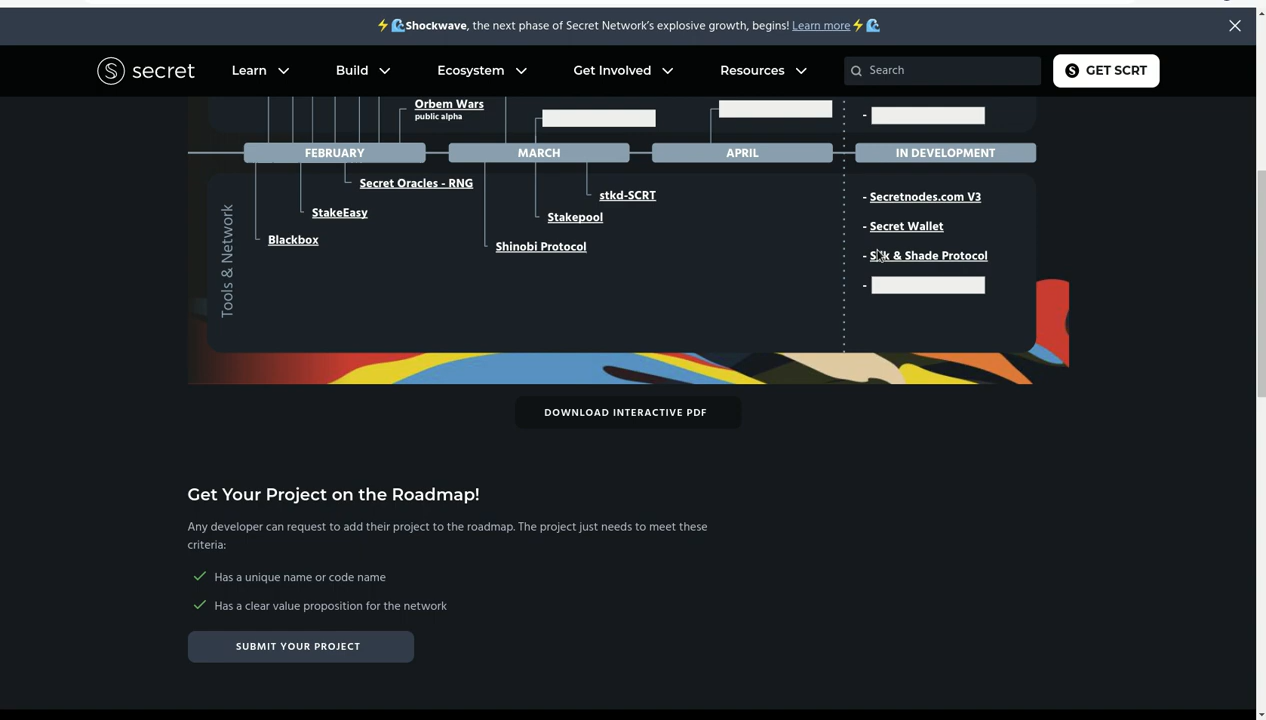 ⚡🌊Shockwave, the next phase of Secret Network's explosive growth, begins! Learn more⚡🌊
secret
Learn
Build
Ecosystem
Get Involved
Resources
Search
GET SCRT
Orbem Wars
public alpha
-
FEBRUARY
MARCH
APRIL
IN DEVELOPMENT
Tools & Network
Secret Oracles - RNG
StakeEasy
Blackbox
stkd-SCRT
Stakepool
Shinobi Protocol
- Secretnodes.com V3
- Secret Wallet
- Silk & Shade Protocol
-
DOWNLOAD INTERACTIVE PDF
Get Your Project on the Roadmap!
Any developer can request to add their project to the roadmap. The project just needs to meet these
criteria:
Has a unique name or code name
Has a clear value proposition for the network
SUBMIT YOUR PROJECT